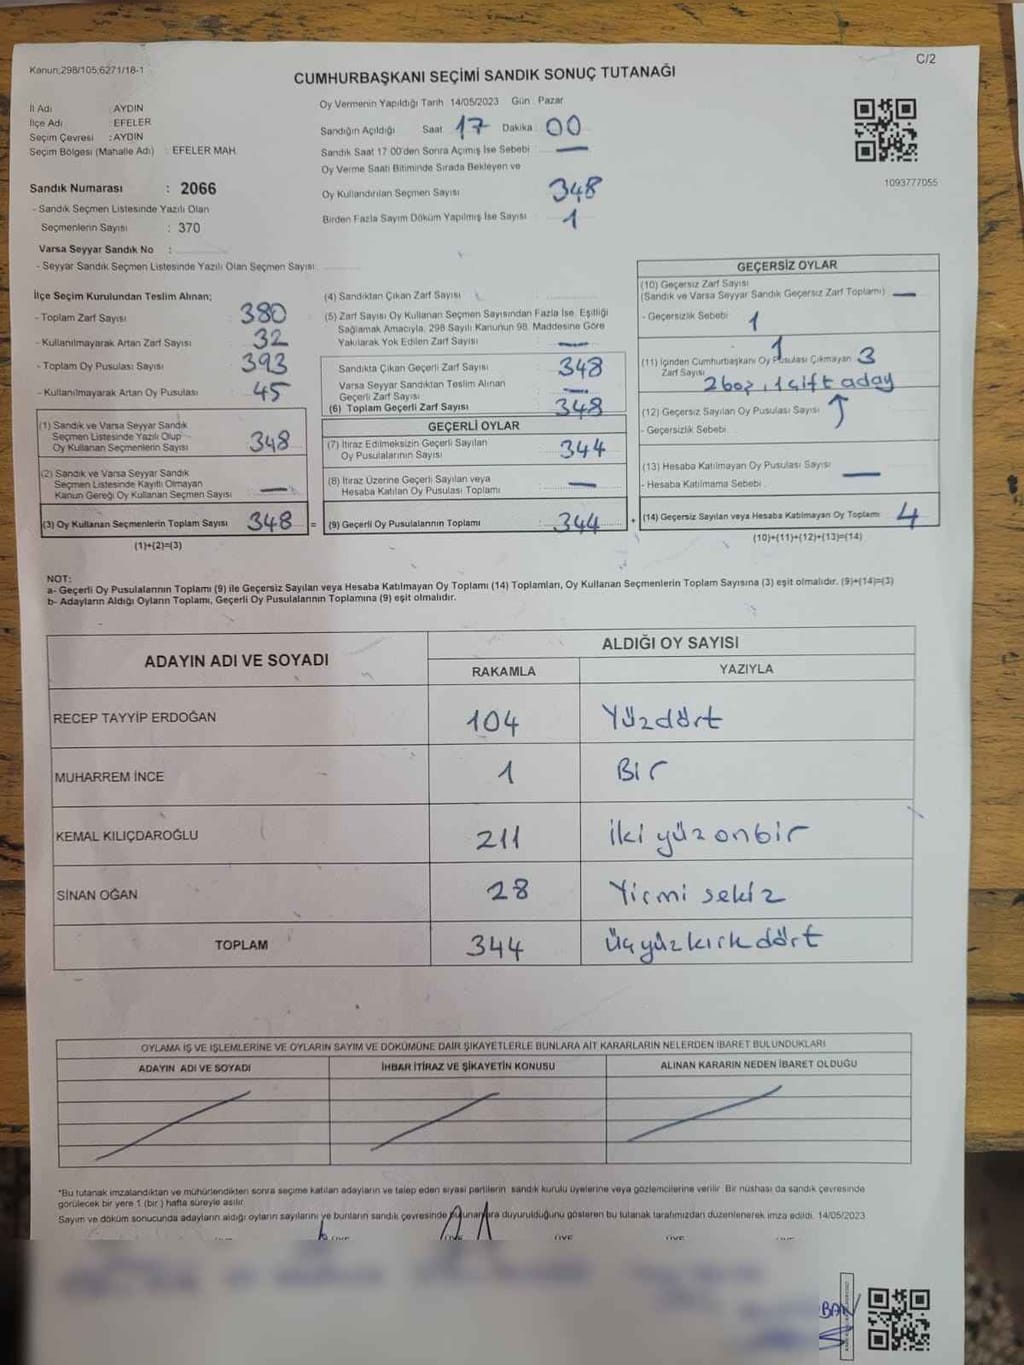 Kanun;298/105;6271/18-1
C/2
CUMHURBAŞKANI SEÇİMİ SANDIK SONUÇ TUTANAĞI
İl Adı : AYDIN
İlçe Adı : EFELER
Seçim Çevresi : AYDIN
Seçim Bölgesi (Mahalle Adı) : EFELER MAH.
Sandık Numarası : 2066
- Sandık Seçmen Listesinde Yazılı Olan
Seçmenlerin Sayısı : 370
Varsa Seyyar Sandık No :
- Seyyar Sandık Seçmen Listesinde Yazılı Olan Seçmen Sayısı
Oy Vermenin Yapıldığı Tarih 14/05/2023 Gün Pazar
Sandığın Açıldığı Saat 17 Dakika 00
Sandık Saat 17 00'den Sonra Açımış İse Sebebi —
Oy Verme Saati Bitiminde Sırada Bekleyen ve
Oy Kullandırılan Seçmen Sayısı 348
Birden Fazla Sayım Döküm Yapılmış İse Sayısı 1
1093777055
İlçe Seçim Kurulundan Teslim Alınan;
- Toplam Zarf Sayısı 380
- Kullanılmayarak Artan Zarf Sayısı 32
- Toplam Oy Pusulası Sayısı 393
- Kullanılmayarak Artan Oy Pusulası 45
(1) Sandık ve Varsa Seyyar Sandık
Seçmen Listesinde Yazılı Olup
Oy Kullanan Seçmenlerin Sayısı 348
(2) Sandık ve Varsa Seyyar Sandık
Seçmen Listesinde Kayıtlı Olmayan
Kanun Gereği Oy Kullanan Seçmen Sayısı —
(3) Oy Kullanan Seçmenlerin Toplam Sayısı 348 =
(1)+(2)=(3)
(4) Sandıktan Çıkan Zarf Sayısı
(5) Zarf Sayısı Oy Kullanan Seçmen Sayısından Fazla İse, Eşitliği
Sağlamak Amacıyla, 298 Sayılı Kanunun 98. Maddesine Göre
Yakılarak Yok Edilen Zarf Sayısı —
Sandıkta Çıkan Geçerli Zarf Sayısı 348
Varsa Seyyar Sandıktan Teslim Alınan
Geçerli Zarf Sayısı —
(6) Toplam Geçerli Zarf Sayısı 348
GEÇERLİ OYLAR
(7) İtiraz Edilmeksizin Geçerli Sayılan
Oy Pusulalarının Sayısı 344
(8) İtiraz Üzerine Geçerli Sayılan veya
Hesaba Katılan Oy Pusulası Toplamı —
(9) Geçerli Oy Pusulalarının Toplamı : 344 +
GEÇERSİZ OYLAR
(10) Geçersiz Zarf Sayısı
(Sandık ve Varsa Seyyar Sandık Geçersiz Zarf Toplamı) —
- Geçersizlik Sebebi 1
1
(11) İçinden Cumhurbaşkanı Oy Pusulası Çıkmayan 3
Zarf Sayısı
2 boş, 1 çift aday
(12) Geçersiz Sayılan Oy Pusulası Sayısı
- Geçersizlik Sebebi
(13) Hesaba Katılmayan Oy Pusulası Sayısı —
- Hesaba Katılmama Sebebi
(14) Geçersiz Sayılan veya Hesaba Katılmayan Oy Toplamı 4
(10)+(11)+(12)+(13)=(14)
NOT:
a- Geçerli Oy Pusulalarının Toplamı (9) ile Geçersiz Sayılan veya Hesaba Katılmayan Oy Toplamı (14) Toplamları, Oy Kullanan Seçmenlerin Toplam Sayısına (3) eşit olmalıdır. (9)+(14)=(3)
b- Adayların Aldığı Oyların Toplamı, Geçerli Oy Pusulalarının Toplamına (9) eşit olmalıdır.
ADAYIN ADI VE SOYADI
ALDIĞI OY SAYISI
RAKAMLA YAZIYLA
RECEP TAYYİP ERDOĞAN 104 Yüzdört
MUHARREM İNCE 1 Bir
KEMAL KILIÇDAROĞLU 211 İki yüz onbir
SİNAN OĞAN 28 Yirmi sekiz
TOPLAM 344 Üçyüzkırkdört
OYLAMA İŞ VE İŞLEMLERİNE VE OYLARIN SAYIM VE DÖKÜMÜNE DAİR ŞİKAYETLERLE BUNLARA AİT KARARLARIN NELERDEN İBARET BULUNDUKLARI
ADAYIN ADI VE SOYADI İHBAR İTİRAZ VE ŞİKAYETİN KONUSU ALINAN KARARIN NEDEN İBARET OLDUĞU
*Bu tutanak imzalandıktan ve mühürlendikten sonra seçime katılan adayların ve talep eden siyasi partilerin sandık kurulu üyelerine veya gözlemcilerine verilir. Bir nüshası da sandık çevresinde
görülecek bir yere 1 (bir ) hafta süreyle asılır.
Sayım ve döküm sonucunda adayların aldığı oyların sayılarını ve bunların sandık çevresinde duyurulduğunu gösteren bu tutanak tarafımızdan düzenlenerek imza edildi. 14/05/2023